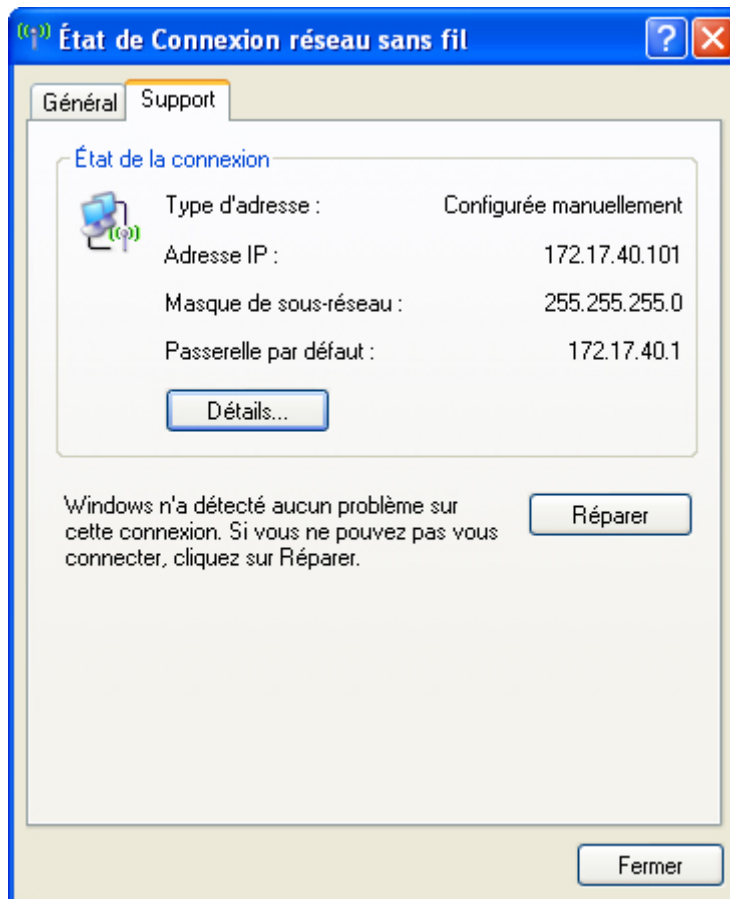 État de Connexion réseau sans fil
Général
Support
État de la connexion
Type d'adresse : Configurée manuellement
Adresse IP : 172.17.40.101
Masque de sous-réseau : 255.255.255.0
Passerelle par défaut : 172.17.40.1
Détails...
Windows n'a détecté aucun problème sur
cette connexion. Si vous ne pouvez pas vous
connecter, cliquez sur Réparer.
Réparer
Fermer